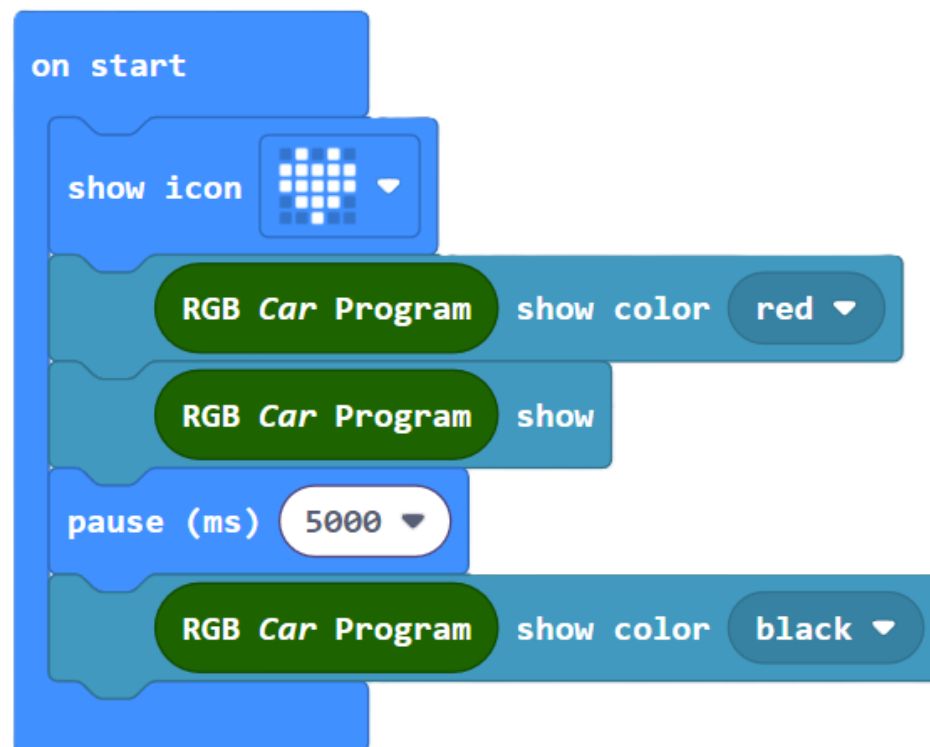 on start
show icon
RGB Car Program show color red
RGB Car Program show
pause (ms) 5000
RGB Car Program show color black